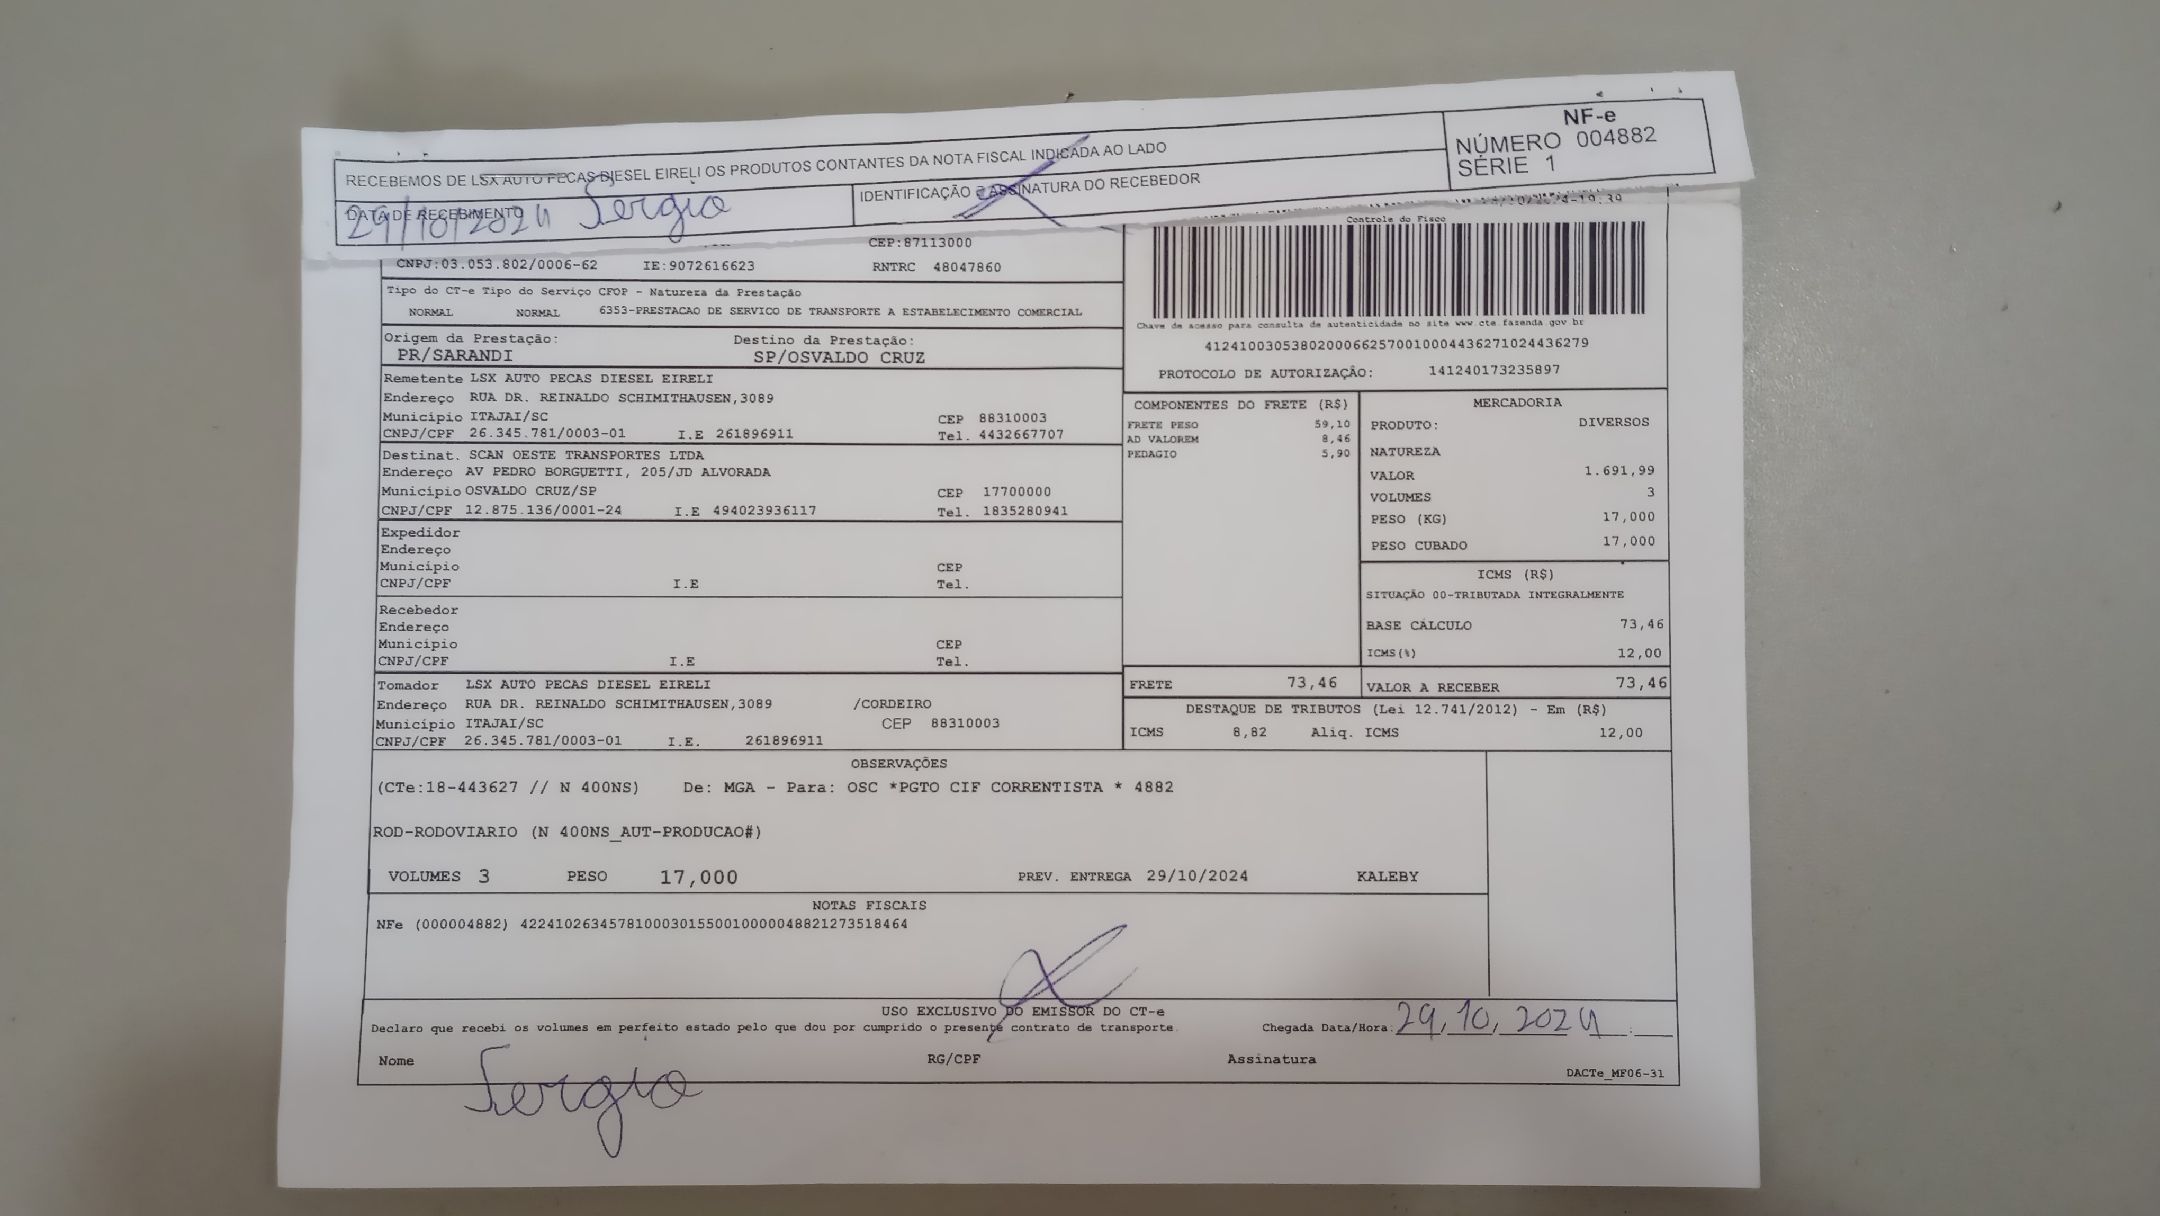 NF-e
NÚMERO 004882
SÉRIE 1
RECEBEMOS DE LSX AUTO PECAS DIESEL EIRELI OS PRODUTOS CONTANTES DA NOTA FISCAL INDICADA AO LADO
DATA DE RECEBIMENTO
IDENTIFICAÇÃO E ASSINATURA DO RECEBEDOR
29/10/2024 Sergio
CEP:87113000
CNPJ:03.053.802/0006-62 IE:9072616623 RNTRC 48047860
Controle do Fisco
Tipo do CT-e Tipo do Serviço CFOP - Natureza da Prestação
NORMAL NORMAL 6353-PRESTACAO DE SERVICO DE TRANSPORTE A ESTABELECIMENTO COMERCIAL
Chave de acesso para consulta de autenticidade no site www.cte.fazenda gov br
41241003053802000662570010004436271024436279
PROTOCOLO DE AUTORIZAÇÃO: 141240173235897
Origem da Prestação: Destino da Prestação:
PR/SARANDI SP/OSVALDO CRUZ
Remetente LSX AUTO PECAS DIESEL EIRELI
Endereço RUA DR. REINALDO SCHIMITHAUSEN,3089
Município ITAJAI/SC CEP 88310003
CNPJ/CPF 26.345.781/0003-01 I.E 261896911 Tel. 4432667707
Destinat. SCAN OESTE TRANSPORTES LTDA
Endereço AV PEDRO BORGUETTI, 205/JD ALVORADA
Município OSVALDO CRUZ/SP CEP 17700000
CNPJ/CPF 12.875.136/0001-24 I.E 494023936117 Tel. 1835280941
Expedidor
Endereço
Município CEP
CNPJ/CPF I.E Tel.
Recebedor
Endereço
Município CEP
CNPJ/CPF I.E Tel.
Tomador LSX AUTO PECAS DIESEL EIRELI
Endereço RUA DR. REINALDO SCHIMITHAUSEN,3089 /CORDEIRO
Município ITAJAI/SC CEP 88310003
CNPJ/CPF 26.345.781/0003-01 I.E. 261896911
COMPONENTES DO FRETE (R$)
FRETE PESO 59,10
AD VALOREM 8,46
PEDAGIO 5,90
MERCADORIA
PRODUTO: DIVERSOS
NATUREZA
VALOR 1.691,99
VOLUMES 3
PESO (KG) 17,000
PESO CUBADO 17,000
ICMS (R$)
SITUAÇÃO 00-TRIBUTADA INTEGRALMENTE
BASE CÁLCULO 73,46
ICMS(%) 12,00
FRETE 73,46 VALOR A RECEBER 73,46
DESTAQUE DE TRIBUTOS (Lei 12.741/2012) - Em (R$)
ICMS 8,82 Aliq. ICMS 12,00
OBSERVAÇÕES
(CTe:18-443627 // N 400NS) De: MGA - Para: OSC *PGTO CIF CORRENTISTA * 4882
ROD-RODOVIARIO (N 400NS_AUT-PRODUCAO#)
VOLUMES 3 PESO 17,000 PREV. ENTREGA 29/10/2024 KALEBY
NOTAS FISCAIS
NFe (000004882) 42241026345781000301550010000048821273518464
USO EXCLUSIVO DO EMISSOR DO CT-e
Declaro que recebi os volumes em perfeito estado pelo que dou por cumprido o presente contrato de transporte. Chegada Data/Hora: 29,10,2024
Nome RG/CPF Assinatura
Sergio
DACTe_MF06-31